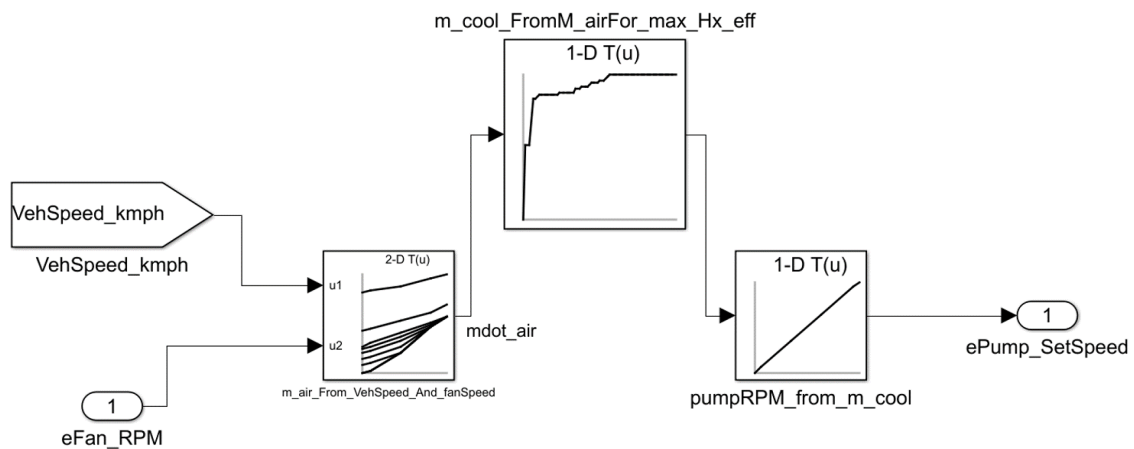 m_cool_FromM_airFor_max_Hx_eff
1-D T(u)
VehSpeed_kmph
VehSpeed_kmph
2-D T(u)
u1
u2
mdot_air
m_air_From_VehSpeed_And_fanSpeed
1
eFan_RPM
1-D T(u)
pumpRPM_from_m_cool
1
ePump_SetSpeed